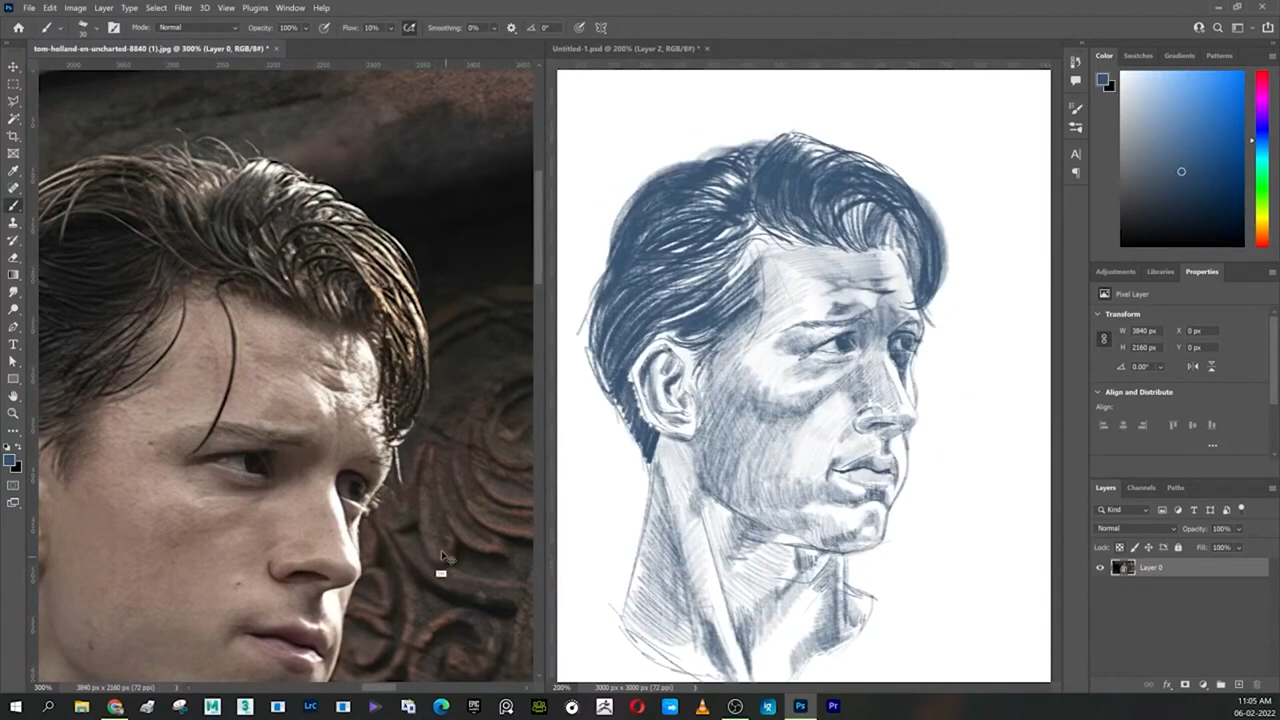 File Edit Image Layer Type Select Filter 3D View Plugins Window Help
Mode: Normal Opacity: 100% Flow: 10% Smoothing: 0% 0°
30
tom-holland-en-uncharted-8840 (1).jpg @ 300% (Layer 0, RGB/8#) * ×
Untitled-1.psd @ 200% (Layer 2, RGB/8#) * ×
Color Swatches Gradients Patterns
Adjustments Libraries Properties
Pixel Layer
Transform
W 3840 px X 0 px
H 2160 px Y 0 px
0.00°
Align and Distribute
Align:
Layers Channels Paths
Kind
Normal Opacity: 100%
Lock: Fill: 100%
Layer 0
300% 3840 px x 2160 px (72 ppi)
200% 3000 px x 3000 px (72 ppi)
11:05 AM
06-02-2022